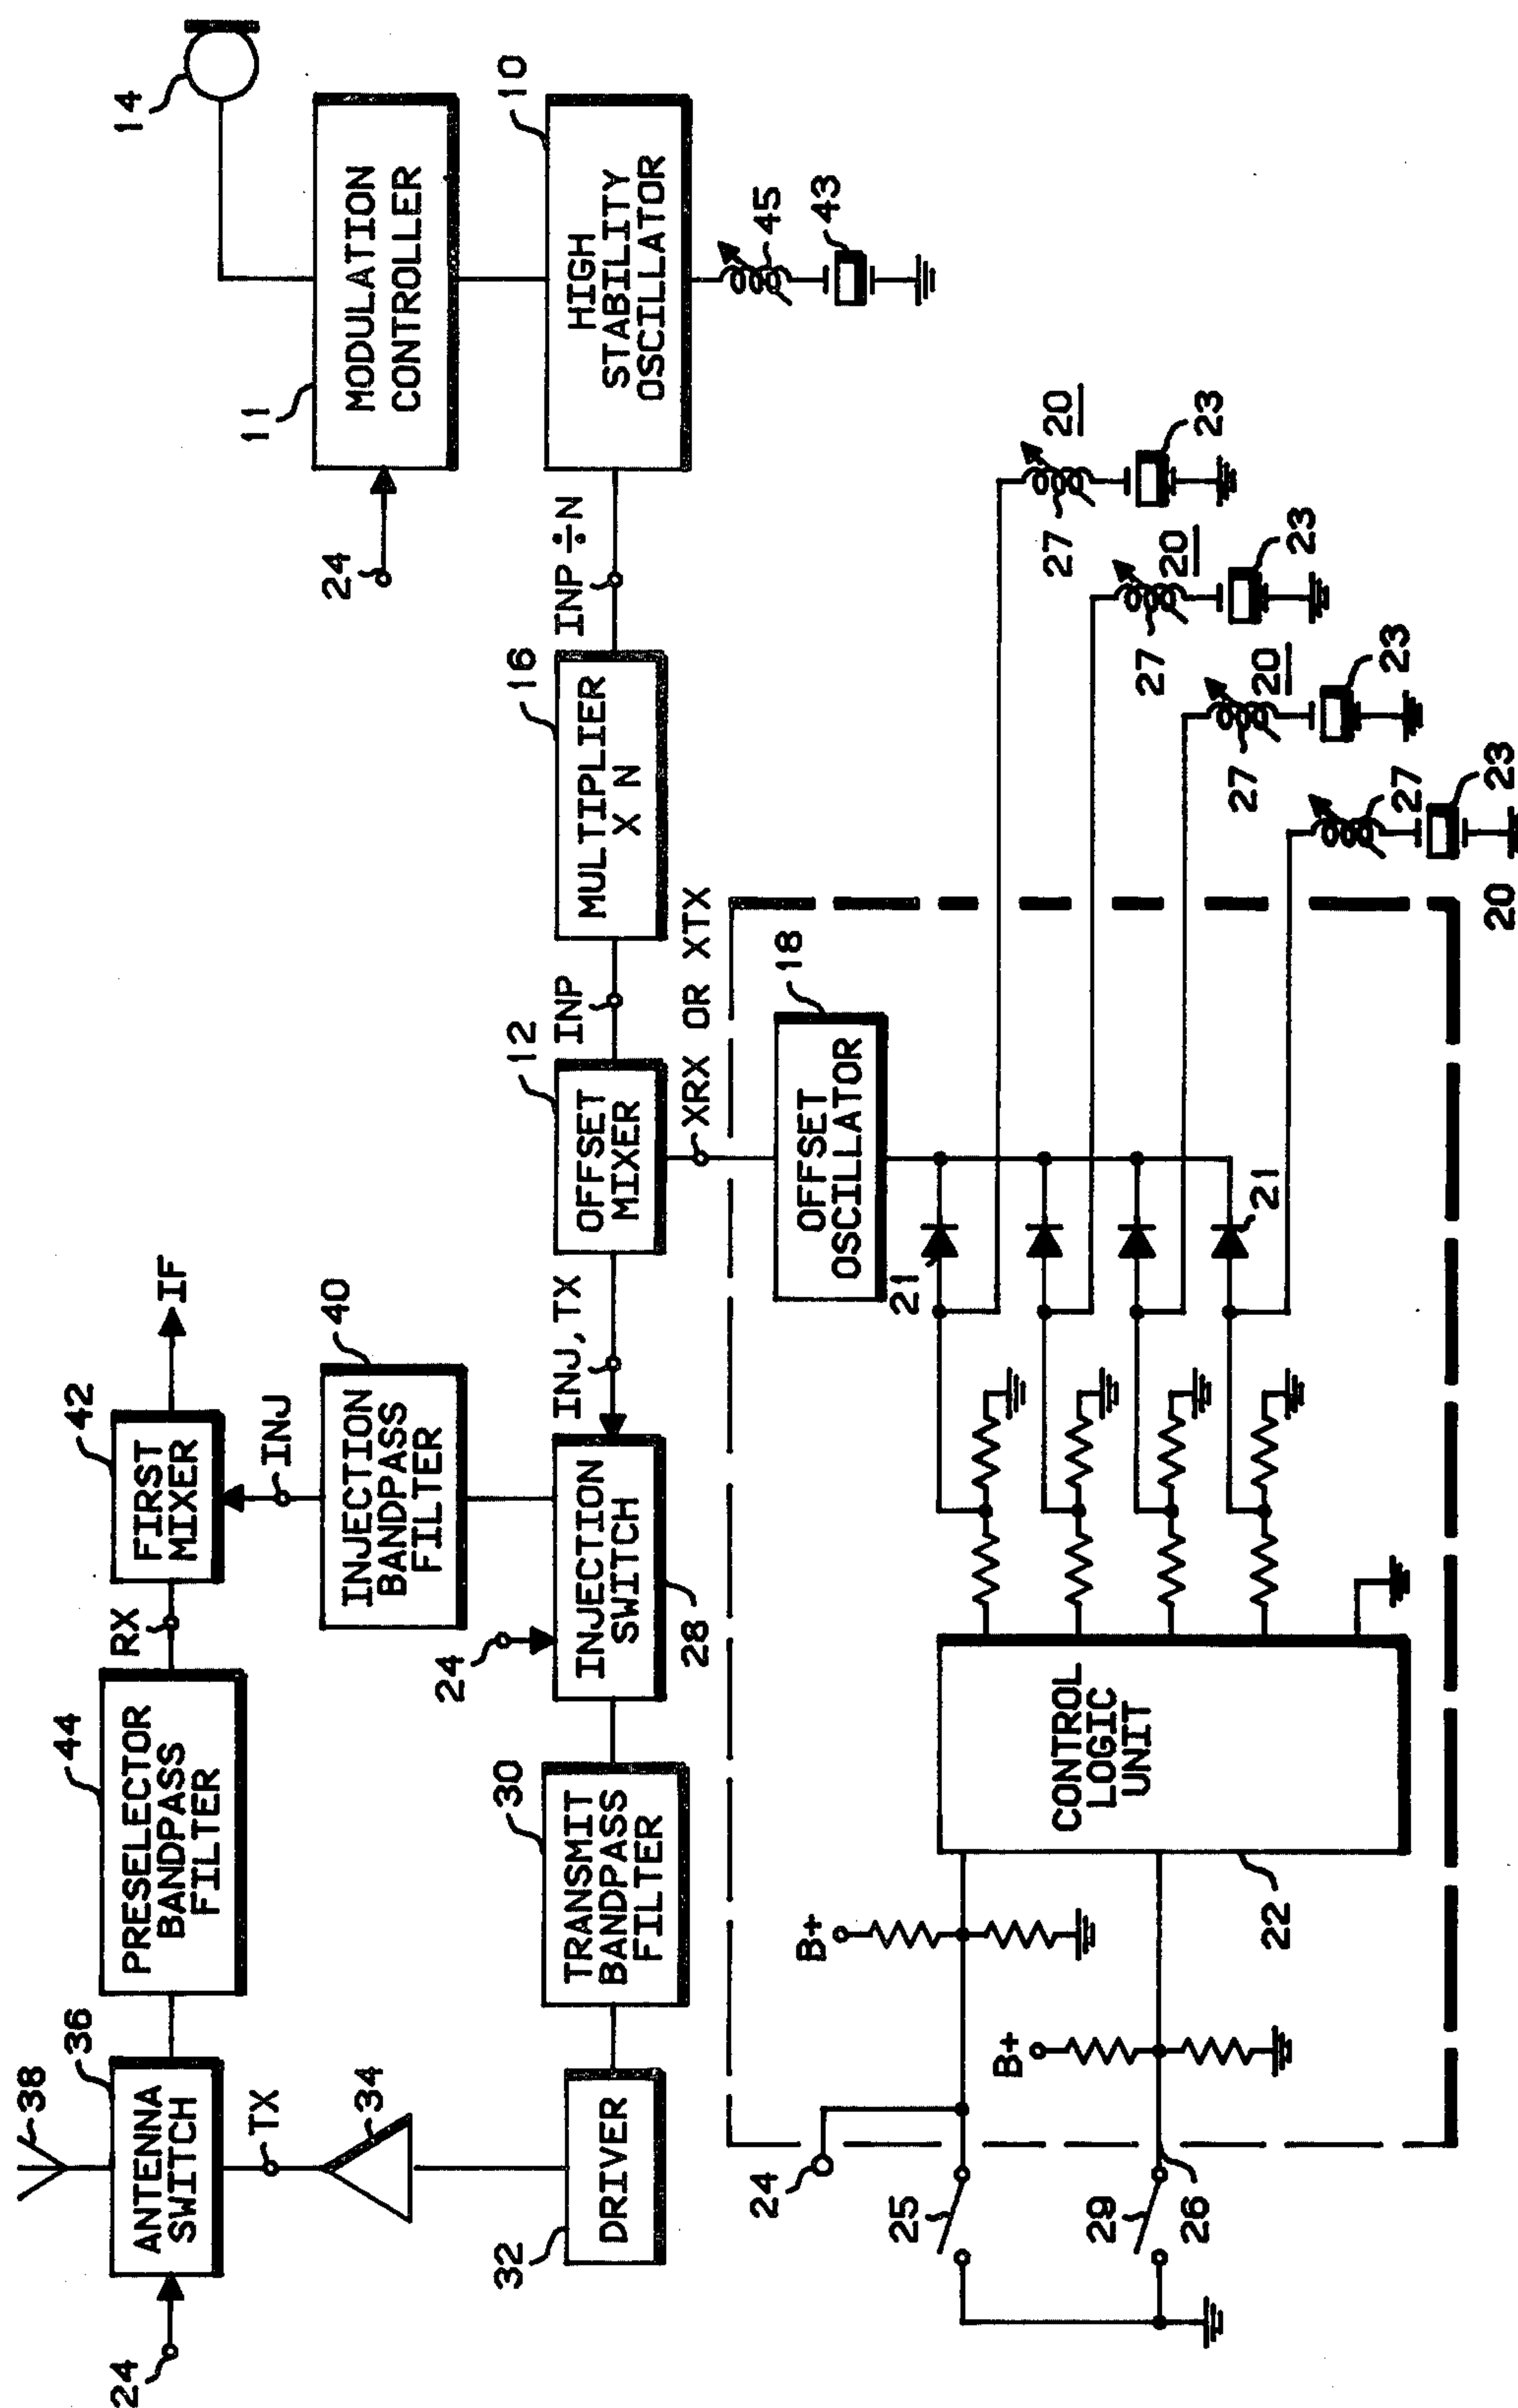 38
36
ANTENNA
SWITCH
24
44
PRESELECTOR
BANDPASS
FILTER
RX
42
FIRST
MIXER
IF
TX
34
INJ
40
INJECTION
BANDPASS
FILTER
14
11
MODULATION
CONTROLLER
24
32
DRIVER
30
TRANSMIT
BANDPASS
FILTER
24
INJECTION
SWITCH
28
INJ, TX
12
OFFSET
MIXER
INP
16
MULTIPLIER
X N
INP ÷ N
10
HIGH
STABILITY
OSCILLATOR
45
43
XRX OR XTX
18
OFFSET
OSCILLATOR
24
B+
25
B+
29
26
22
CONTROL
LOGIC
UNIT
21
21
20
27
23
20
27
23
20
27
23
27
23
20